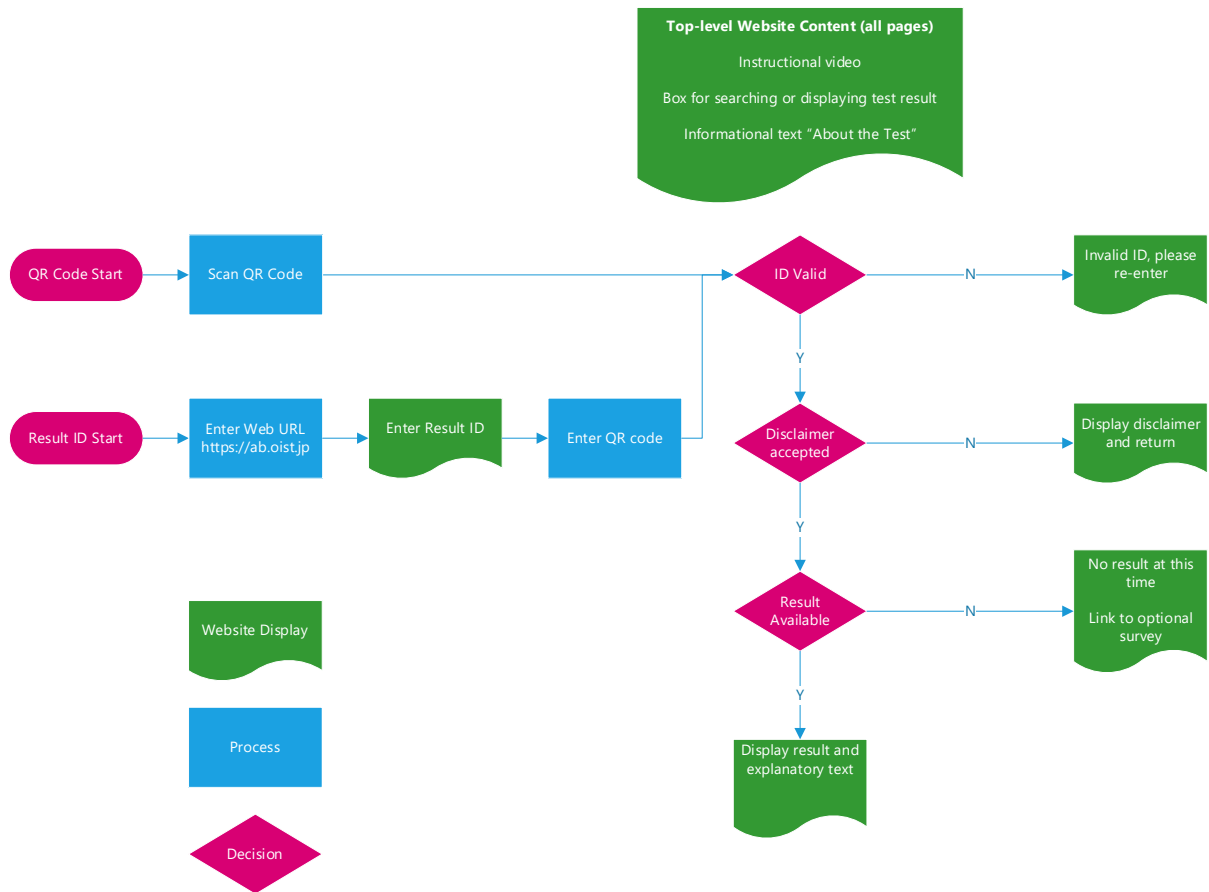 Top-level Website Content (all pages)
Instructional video
Box for searching or displaying test result
Informational text “About the Test”
QR Code Start
Scan QR Code
ID Valid
N
Invalid ID, please
re-enter
Y
Result ID Start
Enter Web URL
https://ab.oist.jp
Enter Result ID
Enter QR code
Disclaimer
accepted
N
Display disclaimer
and return
Y
Result
Available
N
No result at this
time
Link to optional
survey
Y
Display result and
explanatory text
Website Display
Process
Decision